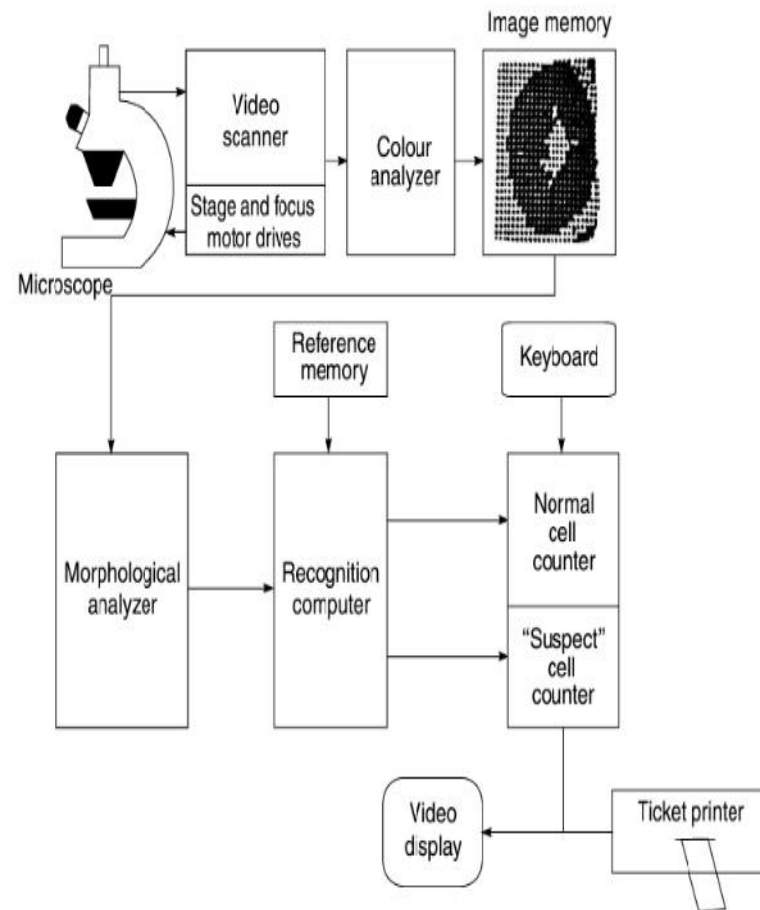 Image memory
Video
scanner
Stage and focus
motor drives
Colour
analyzer
Microscope
Reference
memory
Keyboard
Morphological
analyzer
Recognition
computer
Normal
cell
counter
“Suspect”
cell
counter
Video
display
Ticket printer